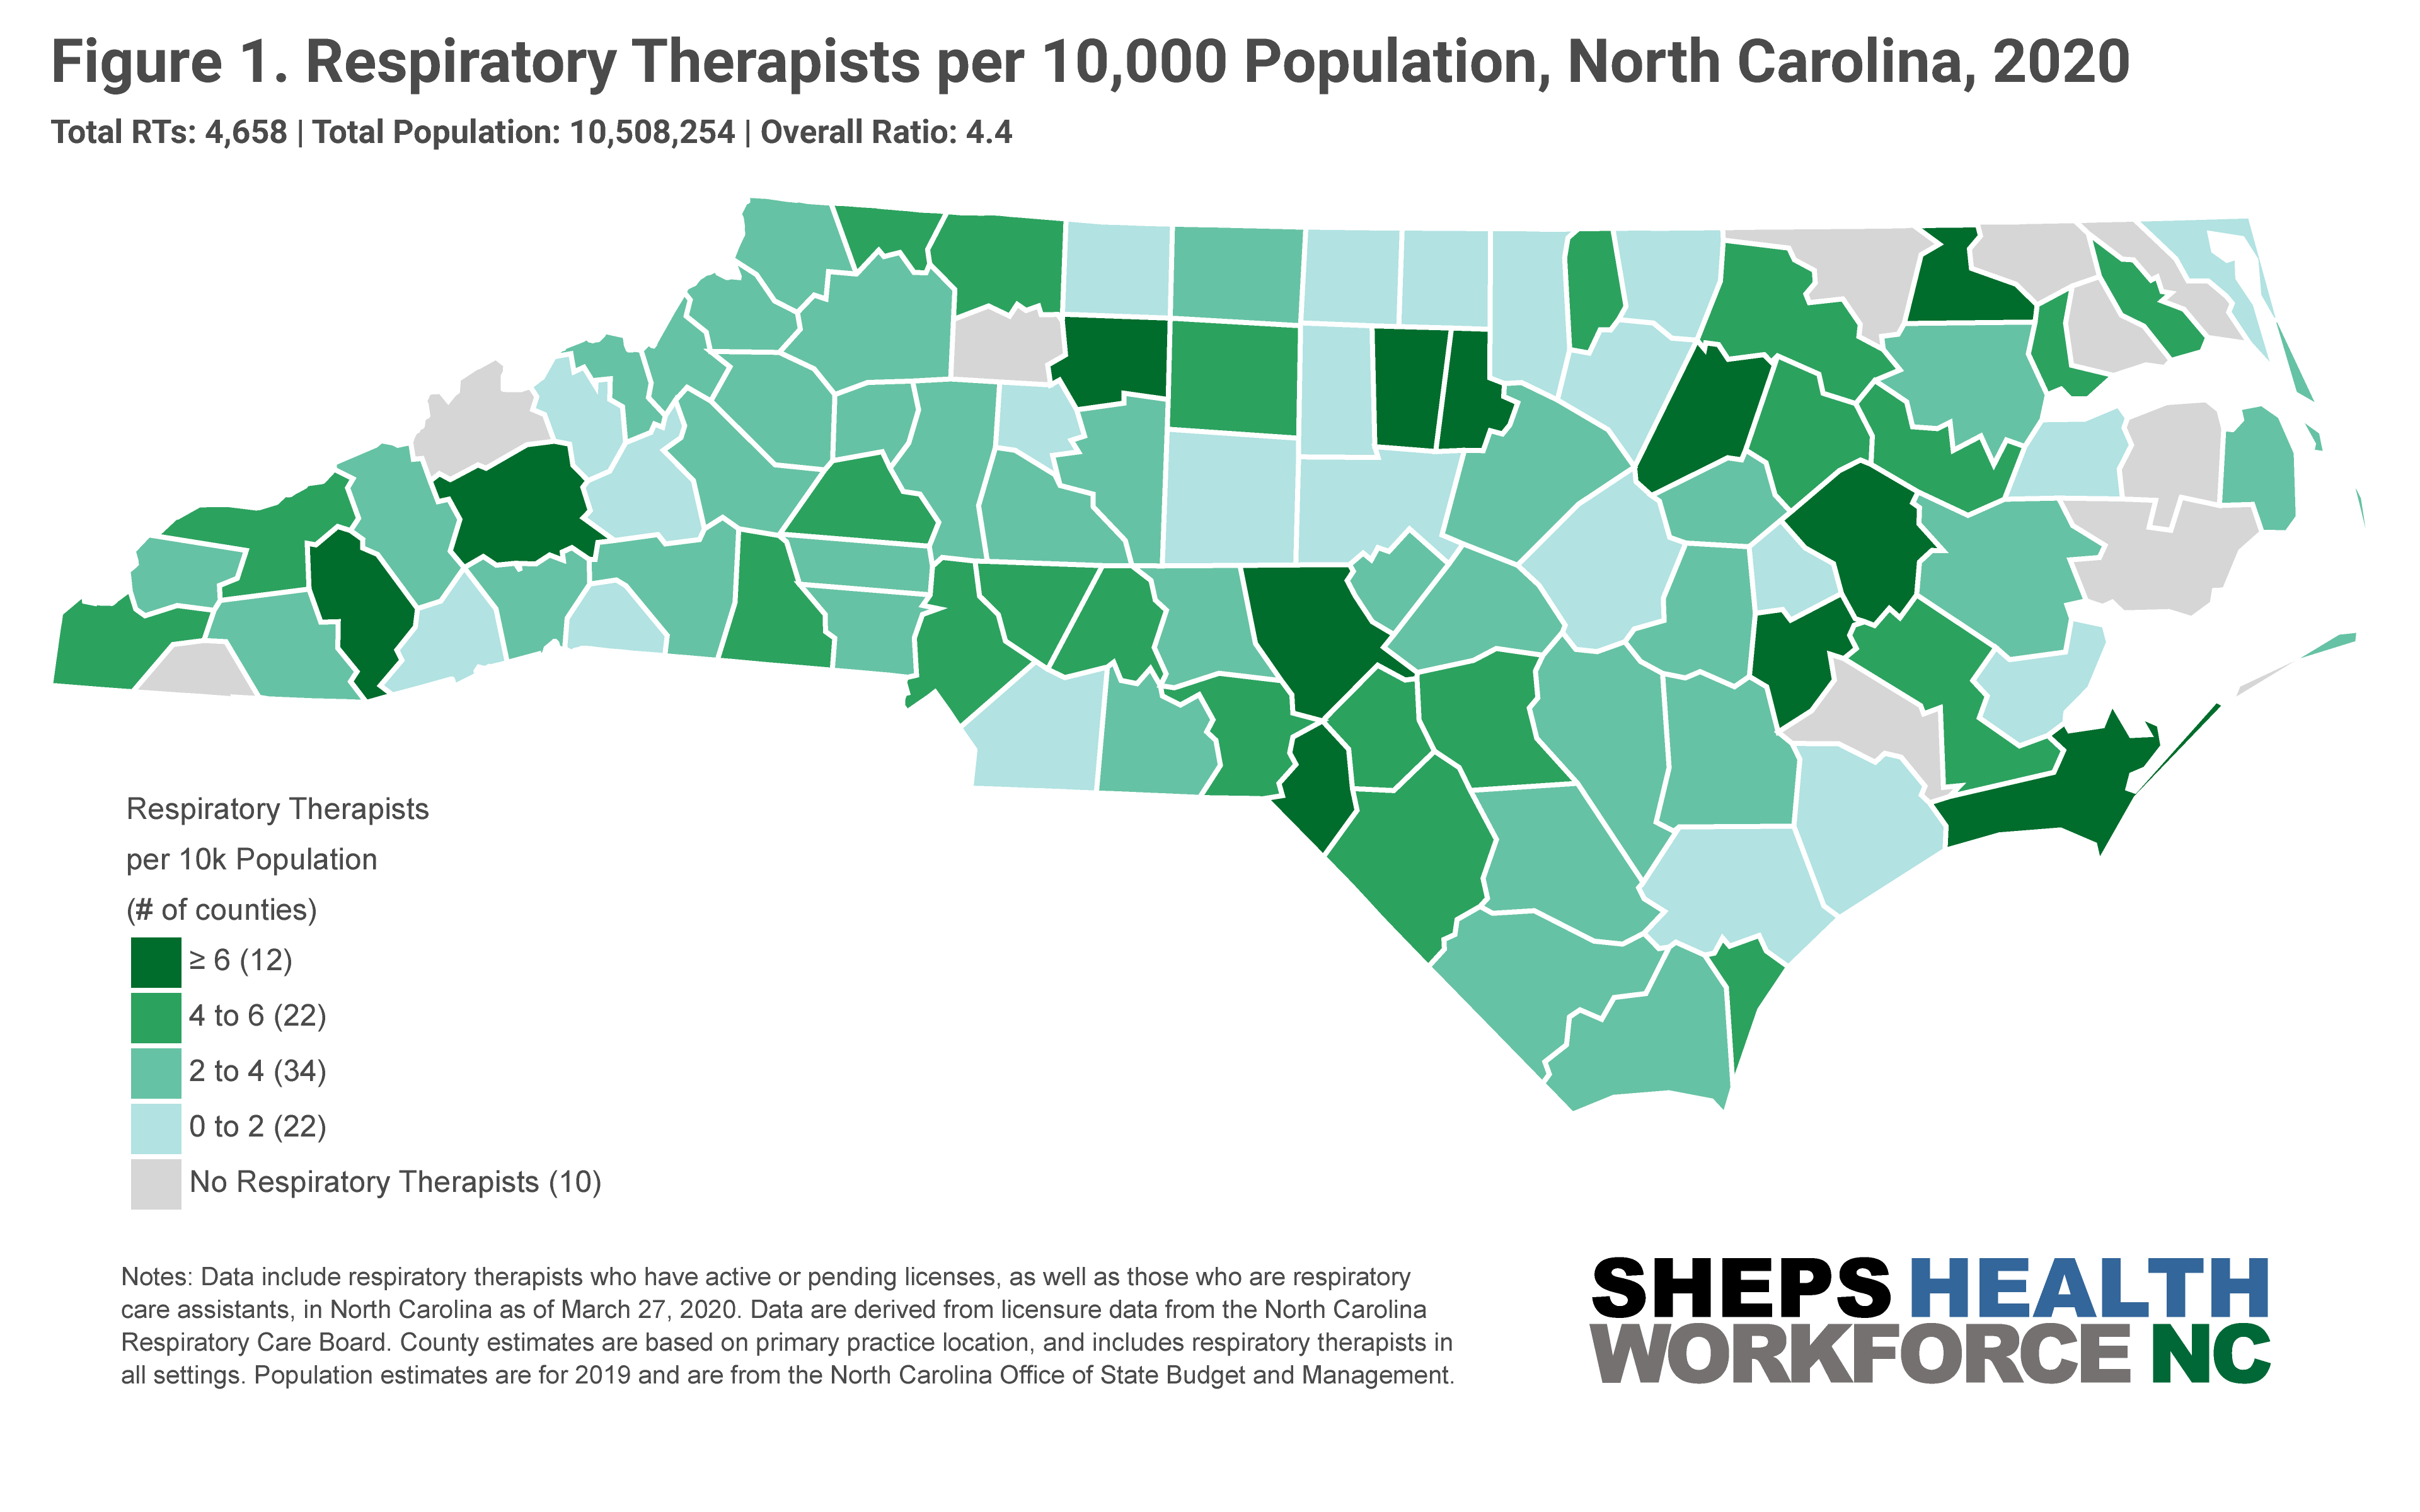 Figure 1. Respiratory Therapists per 10,000 Population, North Carolina, 2020
Total RTs: 4,658 | Total Population: 10,508,254 | Overall Ratio: 4.4
Respiratory Therapists
per 10k Population
(# of counties)
≥ 6 (12)
4 to 6 (22)
2 to 4 (34)
0 to 2 (22)
No Respiratory Therapists (10)
Notes: Data include respiratory therapists who have active or pending licenses, as well as those who are respiratory
care assistants, in North Carolina as of March 27, 2020. Data are derived from licensure data from the North Carolina
Respiratory Care Board. County estimates are based on primary practice location, and includes respiratory therapists in
all settings. Population estimates are for 2019 and are from the North Carolina Office of State Budget and Management.
SHEPS HEALTH
WORKFORCE NC